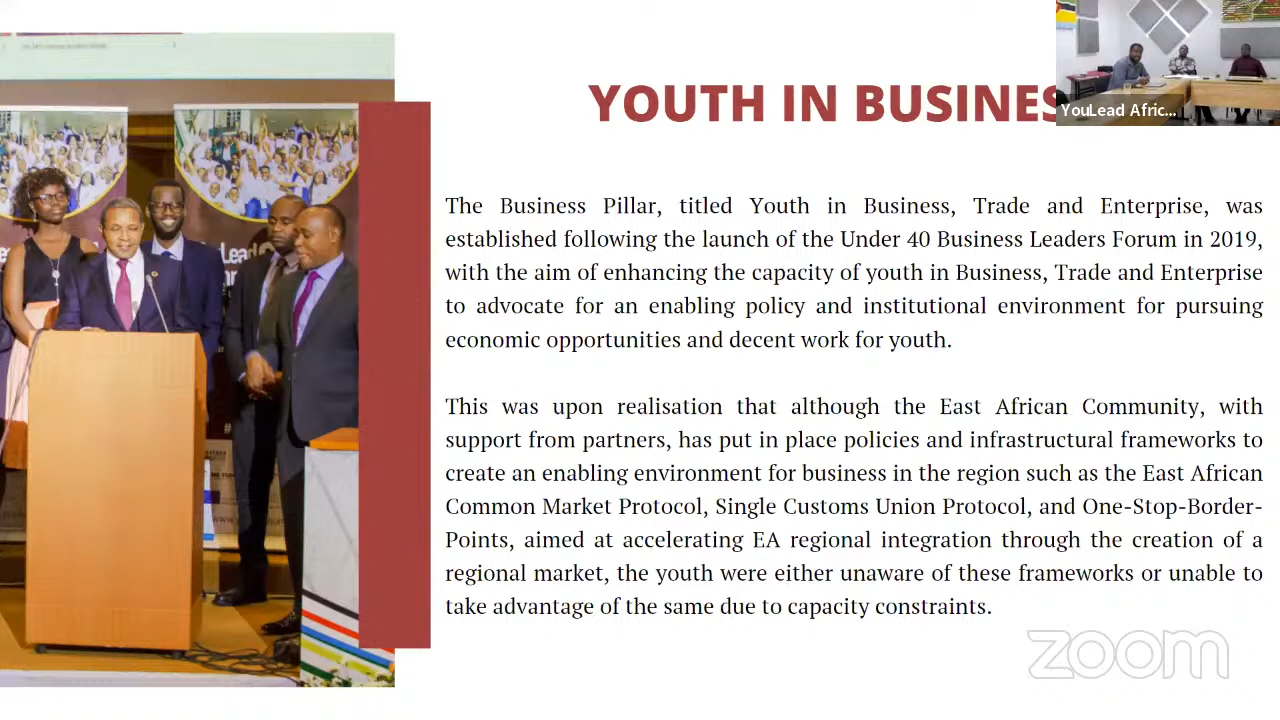 YOUTH IN BUSINES
YouLead Afric...
The Business Pillar, titled Youth in Business, Trade and Enterprise, was
established following the launch of the Under 40 Business Leaders Forum in 2019,
with the aim of enhancing the capacity of youth in Business, Trade and Enterprise
to advocate for an enabling policy and institutional environment for pursuing
economic opportunities and decent work for youth.
This was upon realisation that although the East African Community, with
support from partners, has put in place policies and infrastructural frameworks to
create an enabling environment for business in the region such as the East African
Common Market Protocol, Single Customs Union Protocol, and One-Stop-Border-
Points, aimed at accelerating EA regional integration through the creation of a
regional market, the youth were either unaware of these frameworks or unable to
take advantage of the same due to capacity constraints.
zoom